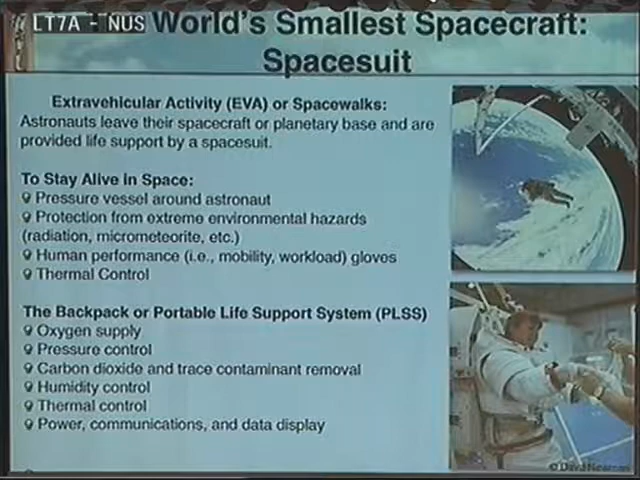 LT7A - NUS
World's Smallest Spacecraft:
Spacesuit
Extravehicular Activity (EVA) or Spacewalks:
Astronauts leave their spacecraft or planetary base and are
provided life support by a spacesuit.
To Stay Alive in Space:
Pressure vessel around astronaut
Protection from extreme environmental hazards
(radiation, micrometeorite, etc.)
Human performance (i.e., mobility, workload) gloves
Thermal Control
The Backpack or Portable Life Support System (PLSS)
Oxygen supply
Pressure control
Carbon dioxide and trace contaminant removal
Humidity control
Thermal control
Power, communications, and data display